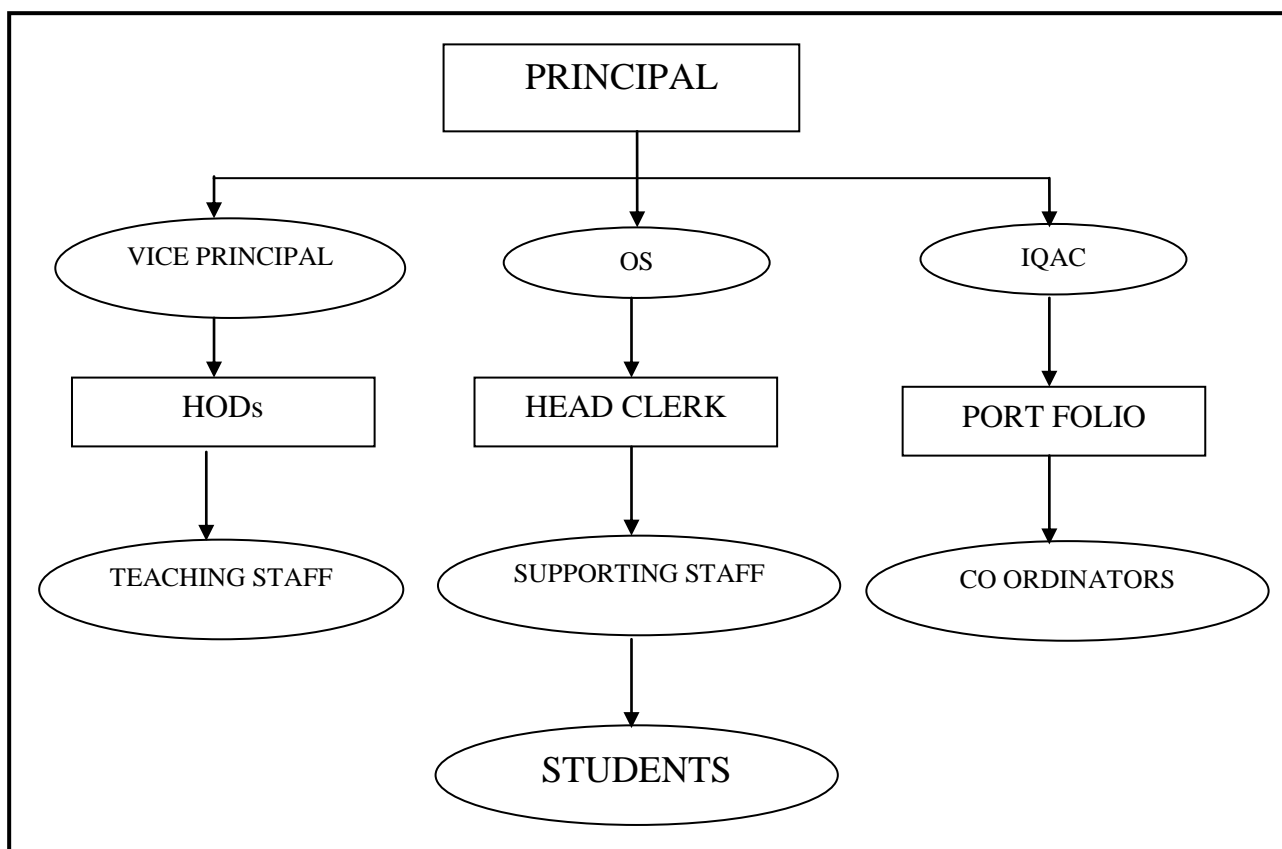 PRINCIPAL
VICE PRINCIPAL
OS
IQAC
HODs
HEAD CLERK
PORT FOLIO
TEACHING STAFF
SUPPORTING STAFF
CO ORDINATORS
STUDENTS